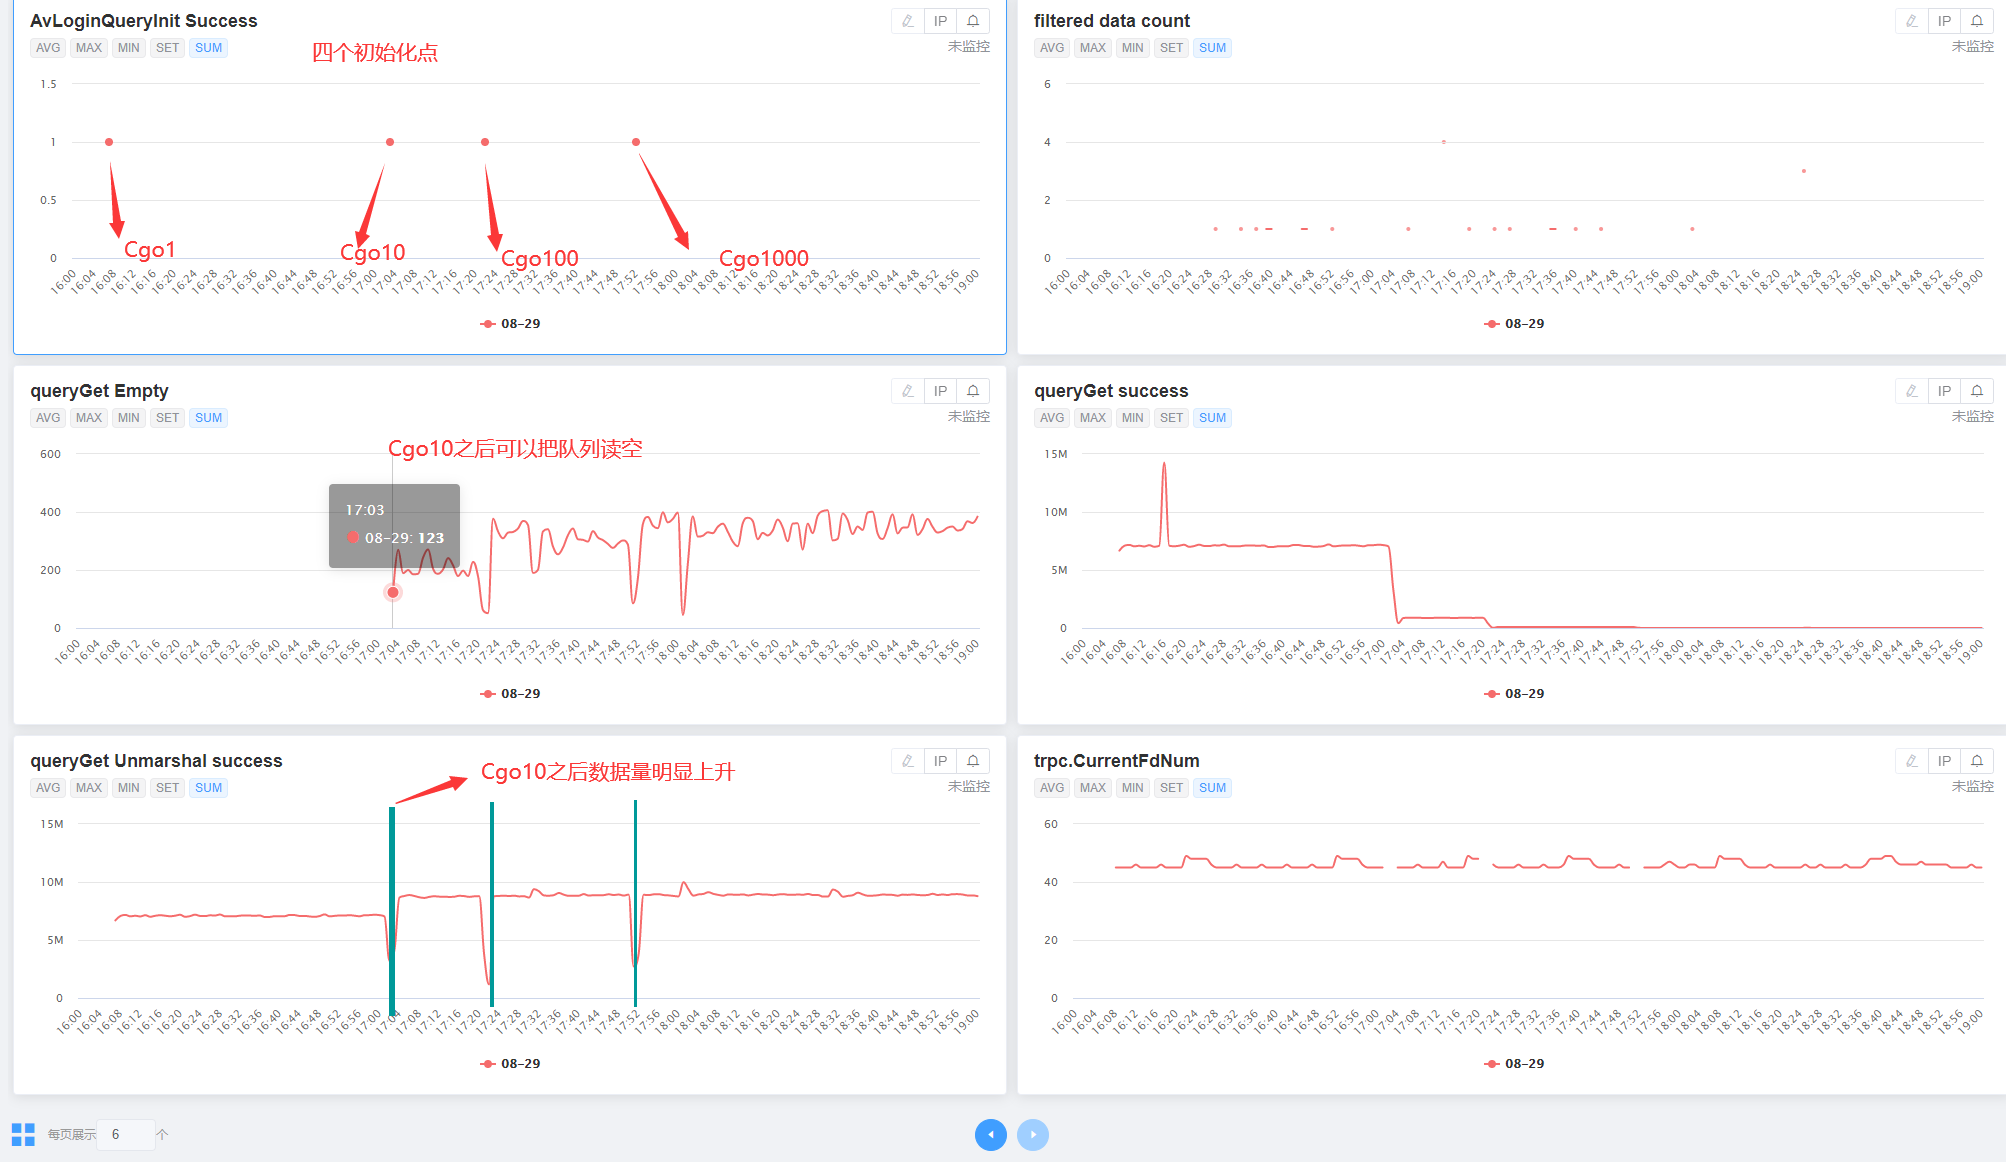 AvLoginQueryInit Success
IP
AVG MAX MIN SET SUM
未监控
四个初始化点
1.5
1
0.5
0
Cgo1
Cgo10
Cgo100
Cgo1000
16:00 16:04 16:08 16:12 16:16 16:20 16:24 16:28 16:32 16:36 16:40 16:44 16:48 16:52 16:56 17:00 17:04 17:08 17:12 17:16 17:20 17:24 17:28 17:32 17:36 17:40 17:44 17:48 17:52 17:56 18:00 18:04 18:08 18:12 18:16 18:20 18:24 18:28 18:32 18:36 18:40 18:44 18:48 18:52 18:56 19:00
08-29
filtered data count
IP
AVG MAX MIN SET SUM
未监控
6
4
2
0
16:00 16:04 16:08 16:12 16:16 16:20 16:24 16:28 16:32 16:36 16:40 16:44 16:48 16:52 16:56 17:00 17:04 17:08 17:12 17:16 17:20 17:24 17:28 17:32 17:36 17:40 17:44 17:48 17:52 17:56 18:00 18:04 18:08 18:12 18:16 18:20 18:24 18:28 18:32 18:36 18:40 18:44 18:48 18:52 18:56 19:00
08-29
queryGet Empty
IP
AVG MAX MIN SET SUM
未监控
Cgo10之后可以把队列读空
600
400
200
0
17:03
08-29: 123
16:00 16:04 16:08 16:12 16:16 16:20 16:24 16:28 16:32 16:36 16:40 16:44 16:48 16:52 16:56 17:00 17:04 17:08 17:12 17:16 17:20 17:24 17:28 17:32 17:36 17:40 17:44 17:48 17:52 17:56 18:00 18:04 18:08 18:12 18:16 18:20 18:24 18:28 18:32 18:36 18:40 18:44 18:48 18:52 18:56 19:00
08-29
queryGet success
IP
AVG MAX MIN SET SUM
未监控
15M
10M
5M
0
16:00 16:04 16:08 16:12 16:16 16:20 16:24 16:28 16:32 16:36 16:40 16:44 16:48 16:52 16:56 17:00 17:04 17:08 17:12 17:16 17:20 17:24 17:28 17:32 17:36 17:40 17:44 17:48 17:52 17:56 18:00 18:04 18:08 18:12 18:16 18:20 18:24 18:28 18:32 18:36 18:40 18:44 18:48 18:52 18:56 19:00
08-29
queryGet Unmarshal success
IP
AVG MAX MIN SET SUM
未监控
Cgo10之后数据量明显上升
15M
10M
5M
0
16:00 16:04 16:08 16:12 16:16 16:20 16:24 16:28 16:32 16:36 16:40 16:44 16:48 16:52 16:56 17:00 17:04 17:08 17:12 17:16 17:20 17:24 17:28 17:32 17:36 17:40 17:44 17:48 17:52 17:56 18:00 18:04 18:08 18:12 18:16 18:20 18:24 18:28 18:32 18:36 18:40 18:44 18:48 18:52 18:56 19:00
08-29
trpc.CurrentFdNum
IP
AVG MAX MIN SET SUM
未监控
60
40
20
0
16:00 16:04 16:08 16:12 16:16 16:20 16:24 16:28 16:32 16:36 16:40 16:44 16:48 16:52 16:56 17:00 17:04 17:08 17:12 17:16 17:20 17:24 17:28 17:32 17:36 17:40 17:44 17:48 17:52 17:56 18:00 18:04 18:08 18:12 18:16 18:20 18:24 18:28 18:32 18:36 18:40 18:44 18:48 18:52 18:56 19:00
08-29
每页展示 6 个